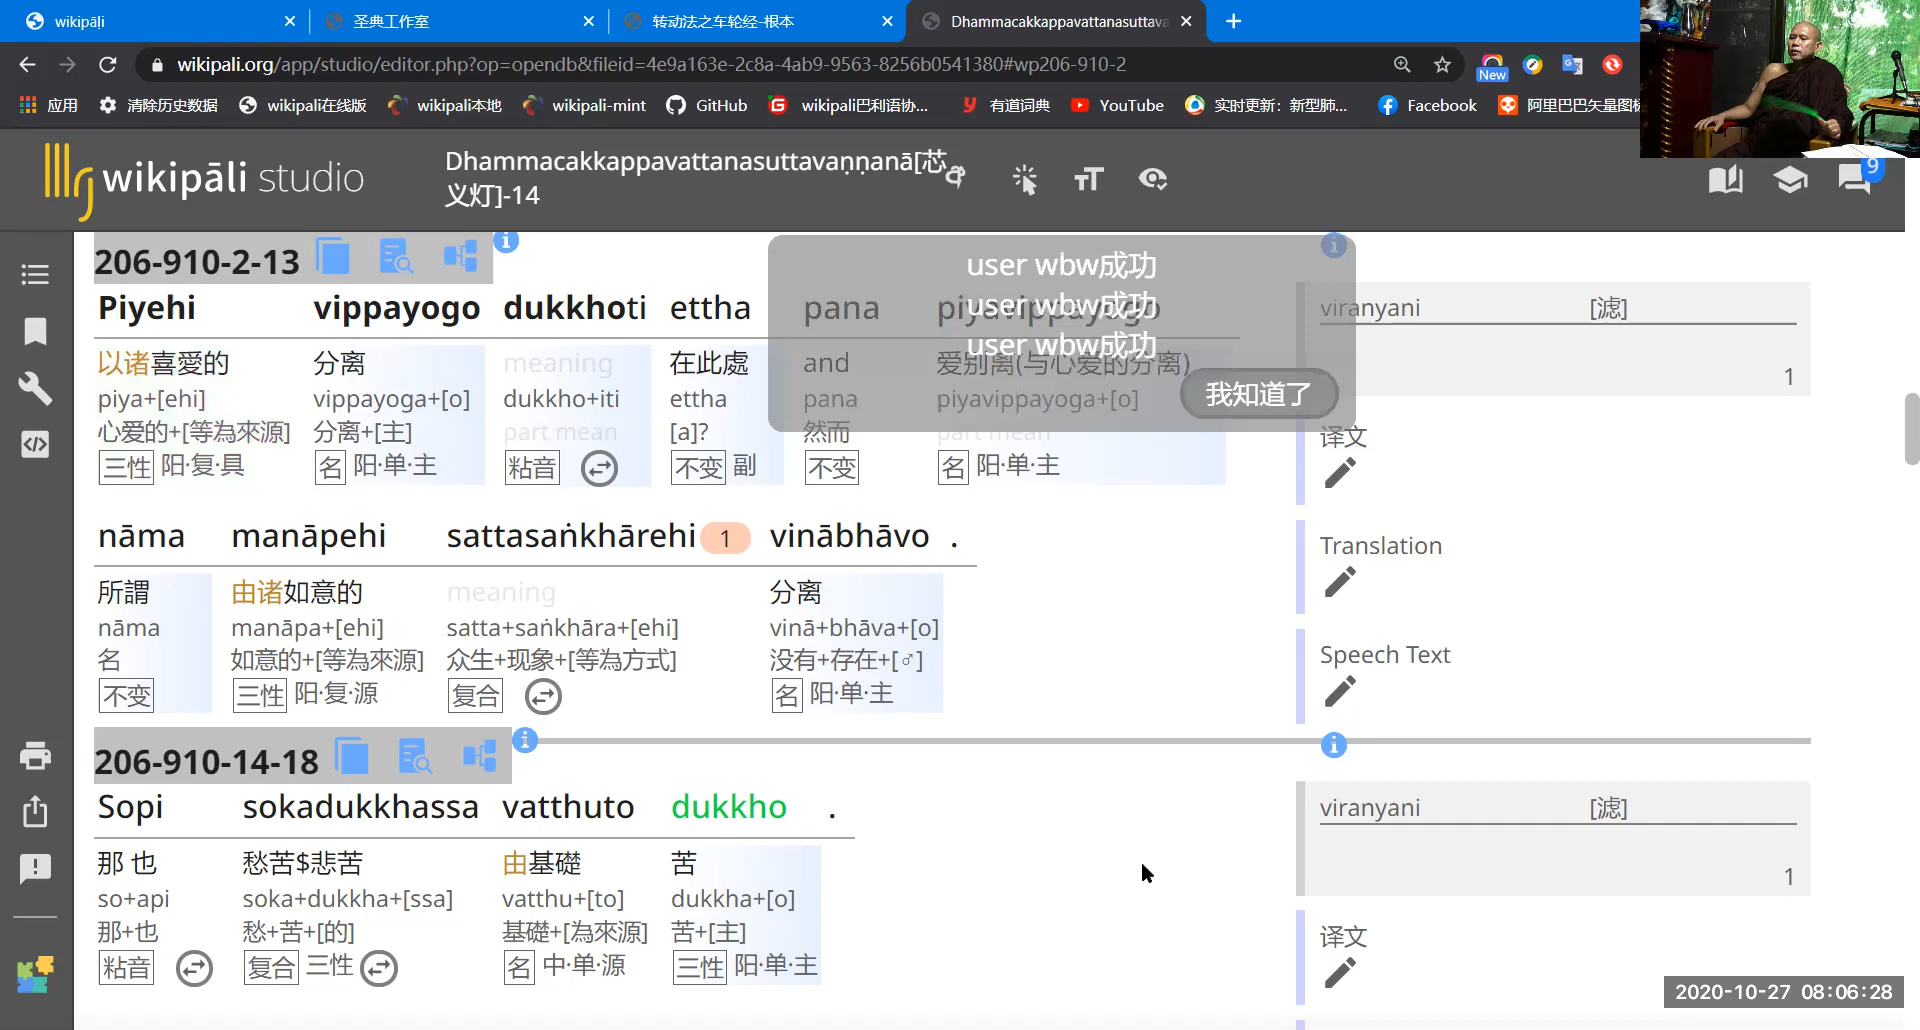 wikipāḷi
圣典工作室
转动法之车轮经-根本
Dhammacakkappavattanasuttava
wikipali.org/app/studio/editor.php?op=opendb&fileid=4e9a163e-2c8a-4ab9-9563-8256b0541380#wp206-910-2
New
应用
清除历史数据
wikipali在线版
wikipali本地
wikipali-mint
GitHub
wikipali巴利语协...
有道词典
YouTube
实时更新：新型肺...
Facebook
阿里巴巴矢量图标
wikipāli studio
Dhammacakkappavattanasuttavaṇṇanā[芯
义灯]-14
9
206-910-2-13
user wbw成功
user wbw成功
user wbw成功
我知道了
Piyehi vippayogo dukkhoti ettha pana piyavippayogo
以诸喜愛的 分离 meaning 在此處 and 爱别离(与心爱的分离)
piya+[ehi] vippayoga+[o] dukkho+iti ettha pana piyavippayoga+[o]
心爱的+[等為來源] 分离+[主] part mean [a]? 然而 part mean
三性 阳·复·具 名 阳·单·主 粘音 不变 副 不变 名 阳·单·主
viranyani [滤]
1
译文
nāma manāpehi sattasaṅkhārehi 1 vinābhāvo .
所謂 由诸如意的 meaning 分离
nāma manāpa+[ehi] satta+saṅkhāra+[ehi] vinā+bhāva+[o]
名 如意的+[等為來源] 众生+现象+[等為方式] 没有+存在+[♂]
不变 三性 阳·复·源 复合 名 阳·单·主
Translation
Speech Text
206-910-14-18
Sopi sokadukkhassa vatthuto dukkho .
那 也 愁苦$悲苦 由基礎 苦
so+api soka+dukkha+[ssa] vatthu+[to] dukkha+[o]
那+也 愁+苦+[的] 基礎+[為來源] 苦+[主]
粘音 复合 三性 名 中·单·源 三性 阳·单·主
viranyani [滤]
1
译文
2020-10-27 08:06:28